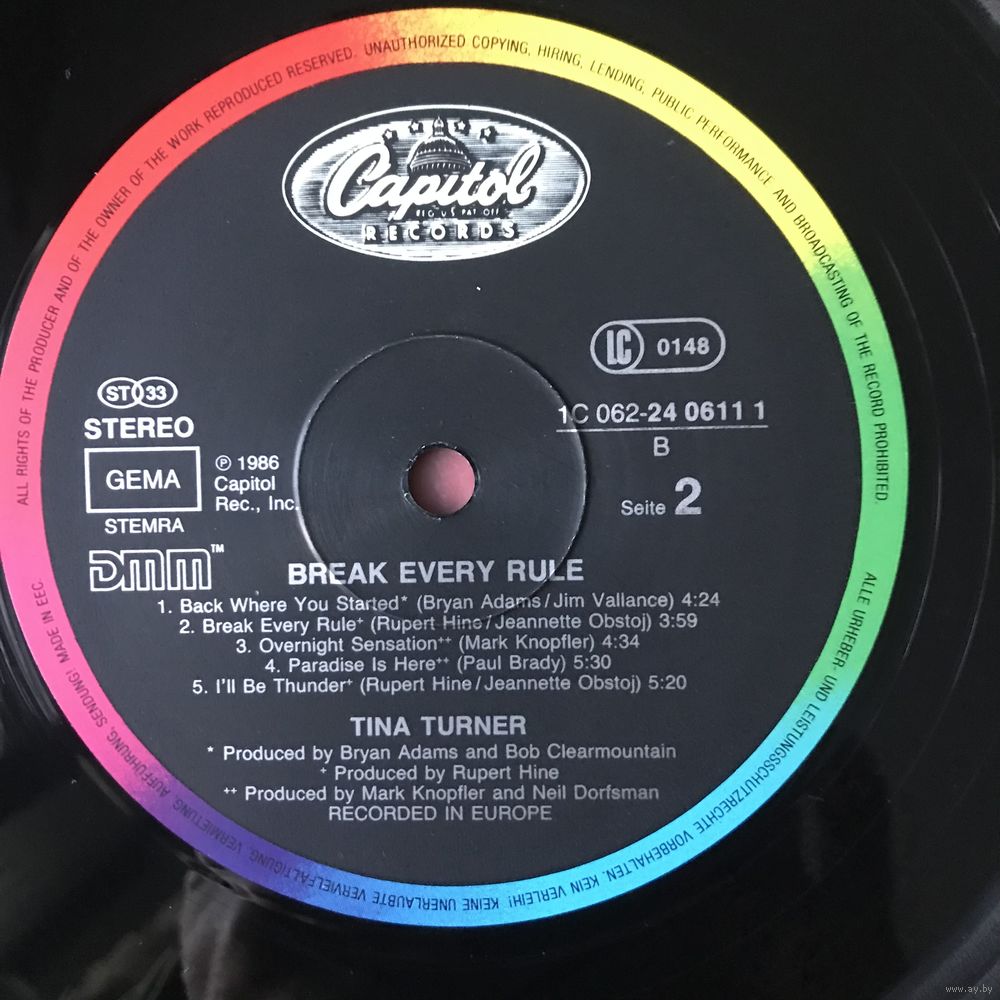 ALL RIGHTS OF THE PRODUCER AND OF THE OWNER OF THE WORK REPRODUCED RESERVED. UNAUTHORIZED COPYING, HIRING, LENDING, PUBLIC PERFORMANCE AND BROADCASTING OF THE RECORD PROHIBITED.
Capitol
REG U S PAT OFF
RECORDS
LC 0148
ST 33
STEREO
1C 062-24 0611 1
B
GEMA
STEMRA
℗ 1986
Capitol
Rec., Inc.
Seite 2
DMM™
BREAK EVERY RULE
1. Back Where You Started* (Bryan Adams/Jim Vallance) 4:24
2. Break Every Rule⁺ (Rupert Hine/Jeannette Obstoj) 3:59
3. Overnight Sensation⁺⁺ (Mark Knopfler) 4:34
4. Paradise Is Here⁺⁺ (Paul Brady) 5:30
5. I'll Be Thunder⁺ (Rupert Hine/Jeannette Obstoj) 5:20
TINA TURNER
* Produced by Bryan Adams and Bob Clearmountain
⁺ Produced by Rupert Hine
⁺⁺ Produced by Mark Knopfler and Neil Dorfsman
RECORDED IN EUROPE
ALLE URHEBER- UND LEISTUNGSSCHUTZRECHTE VORBEHALTEN. KEIN VERLEIH! KEINE UNERLAUBTE VERVIELFÄLTIGUNG, VERMIETUNG, AUFFÜHRUNG, SENDUNG! MADE IN EEC.
www.ay.by